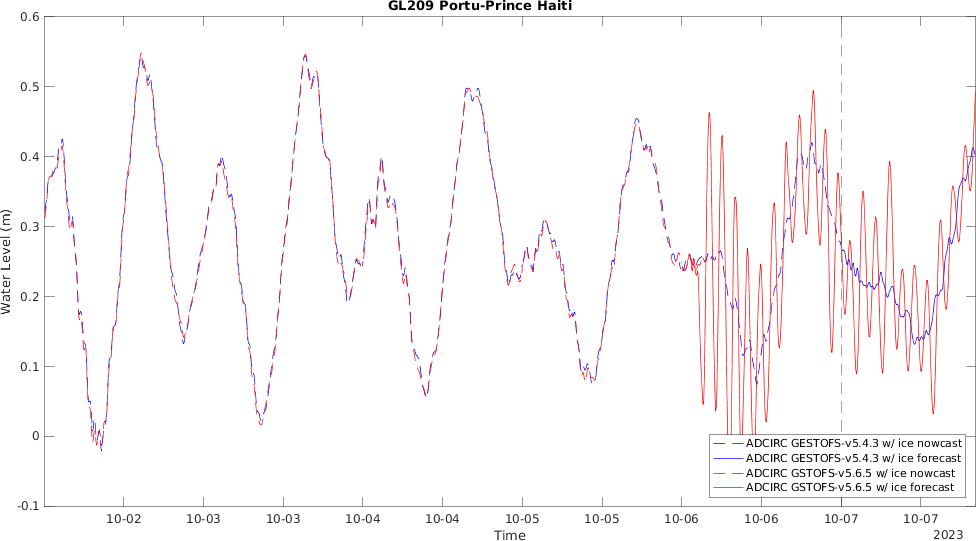 GL209 Portu-Prince Haiti
0.6
0.5
0.4
0.3
0.2
0.1
0
-0.1
Water Level (m)
10-02 10-03 10-03 10-04 10-04 10-05 10-05 10-06 10-06 10-07 10-07
Time
2023
ADCIRC GESTOFS-v5.4.3 w/ ice nowcast
ADCIRC GESTOFS-v5.4.3 w/ ice forecast
ADCIRC GSTOFS-v5.6.5 w/ ice nowcast
ADCIRC GSTOFS-v5.6.5 w/ ice forecast